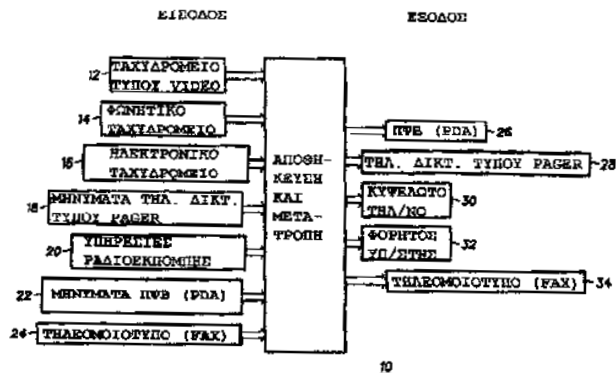 ΕΙΣΟΔΟΣ
ΕΞΟΔΟΣ
12
ΤΑΧΥΔΡΟΜΕΙΟ
ΤΥΠΟΥ VIDEO
14
ΦΩΝΗΤΙΚΟ
ΤΑΧΥΔΡΟΜΕΙΟ
16
ΗΛΕΚΤΡΟΝΙΚΟ
ΤΑΧΥΔΡΟΜΕΙΟ
18
ΜΗΝΥΜΑΤΑ ΤΗΛ. ΔΙΚΤ.
ΤΥΠΟΥ PAGER
20
ΥΠΗΡΕΣΙΕΣ
ΡΑΔΙΟΕΚΠΟΜΠΗΣ
22
ΜΗΝΥΜΑΤΑ ΠΨΒ (PDA)
24
ΤΗΛΕΟΜΟΙΟΤΥΠΟ (FAX)
ΑΠΟΘΗ-
ΚΕΥΣΗ
ΚΑΙ
ΜΕΤΑ-
ΤΡΟΠΗ
ΠΨΒ (PDA)
26
ΤΗΛ. ΔΙΚΤ. ΤΥΠΟΥ PAGER
28
ΚΥΨΕΛΩΤΟ
ΤΗΛ/ΝΟ
30
ΦΟΡΗΤΟΣ
ΥΠ/ΣΤΗΣ
32
ΤΗΛΕΟΜΟΙΟΤΥΠΟ (FAX)
34
10